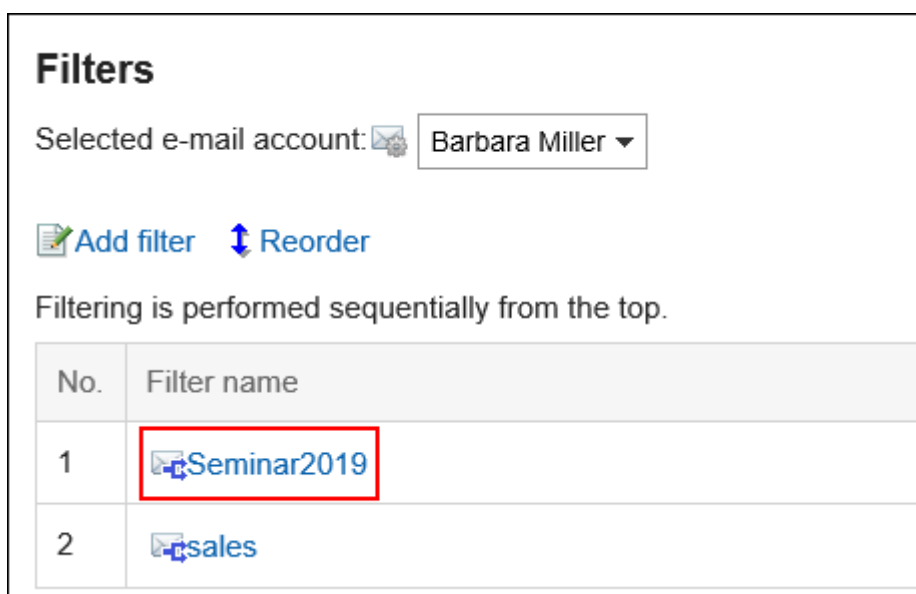 Filters
Selected e-mail account: Barbara Miller
Add filter Reorder
Filtering is performed sequentially from the top.
No. Filter name
1 Seminar2019
2 sales